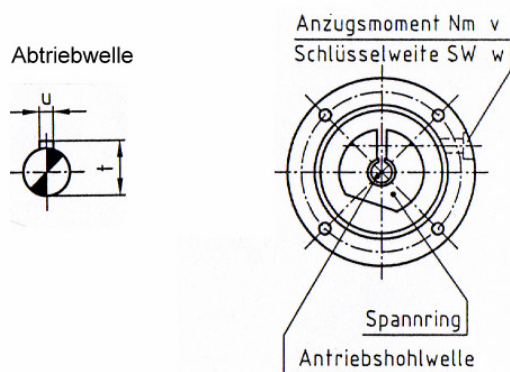 Anzugsmoment Nm v
Schlüsselweite SW w
Abtriebwelle
u
t
Spannring
Antriebshohlwelle